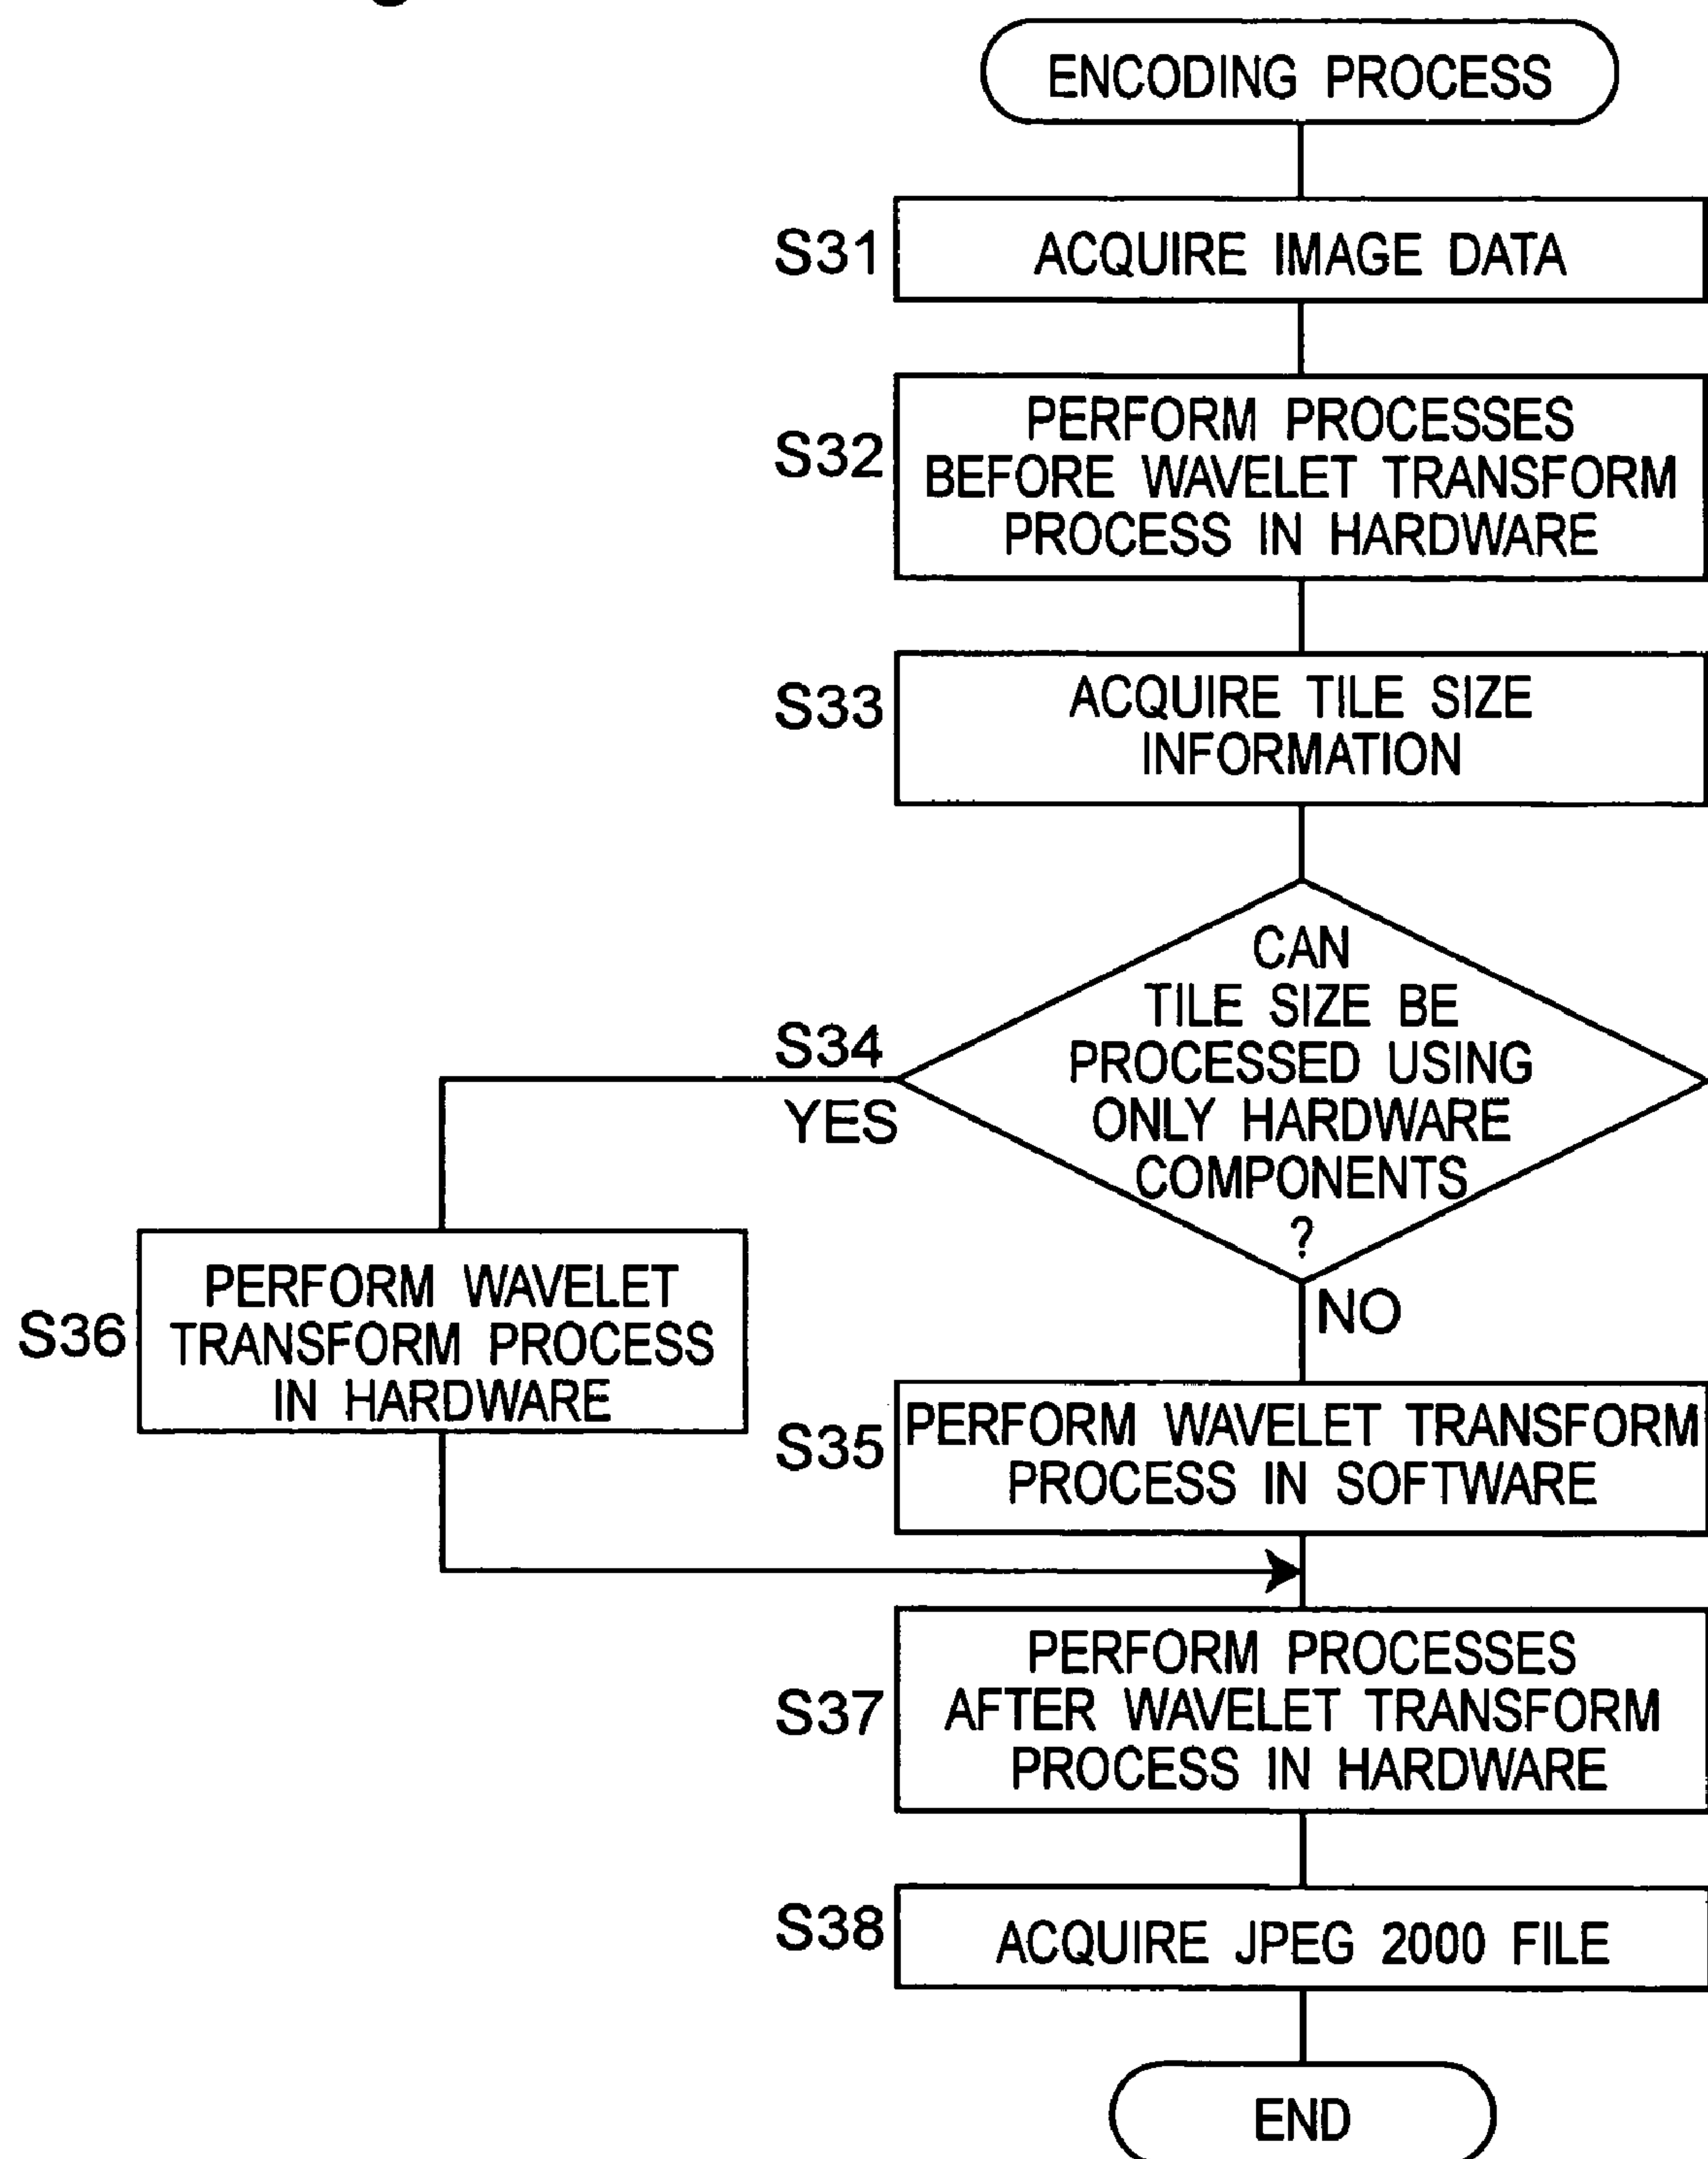 ENCODING PROCESS
S31
ACQUIRE IMAGE DATA
S32
PERFORM PROCESSES
BEFORE WAVELET TRANSFORM
PROCESS IN HARDWARE
S33
ACQUIRE TILE SIZE
INFORMATION
S34
CAN
TILE SIZE BE
PROCESSED USING
ONLY HARDWARE
COMPONENTS
?
YES
NO
S36
PERFORM WAVELET
TRANSFORM PROCESS
IN HARDWARE
S35
PERFORM WAVELET TRANSFORM
PROCESS IN SOFTWARE
S37
PERFORM PROCESSES
AFTER WAVELET TRANSFORM
PROCESS IN HARDWARE
S38
ACQUIRE JPEG 2000 FILE
END